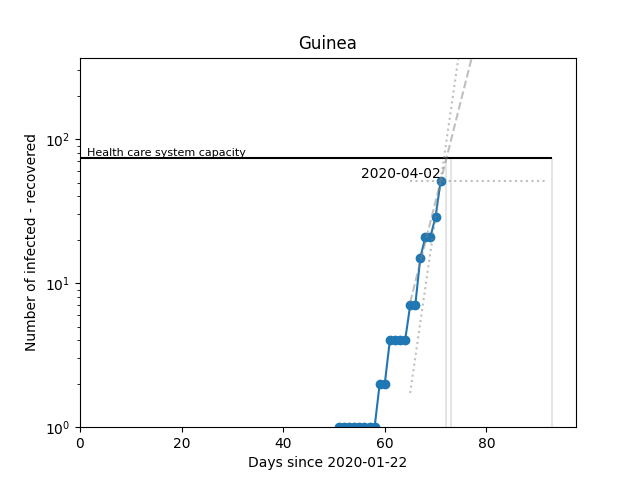 Guinea
Number of infected - recovered
10²
10¹
10⁰
Health care system capacity
2020-04-02
0 20 40 60 80
Days since 2020-01-22